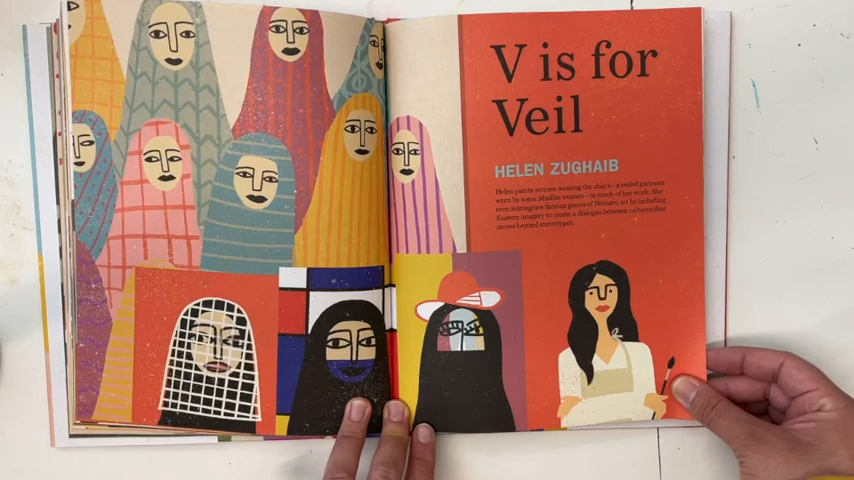 V is for
Veil
HELEN ZUGHAIB
Helen paints women wearing the abaya—a veiled garment
worn by some Muslim women—in much of her work. She
even reimagines famous pieces of Western art by including
Eastern imagery to create a dialogue between cultures that
moves beyond stereotypes.